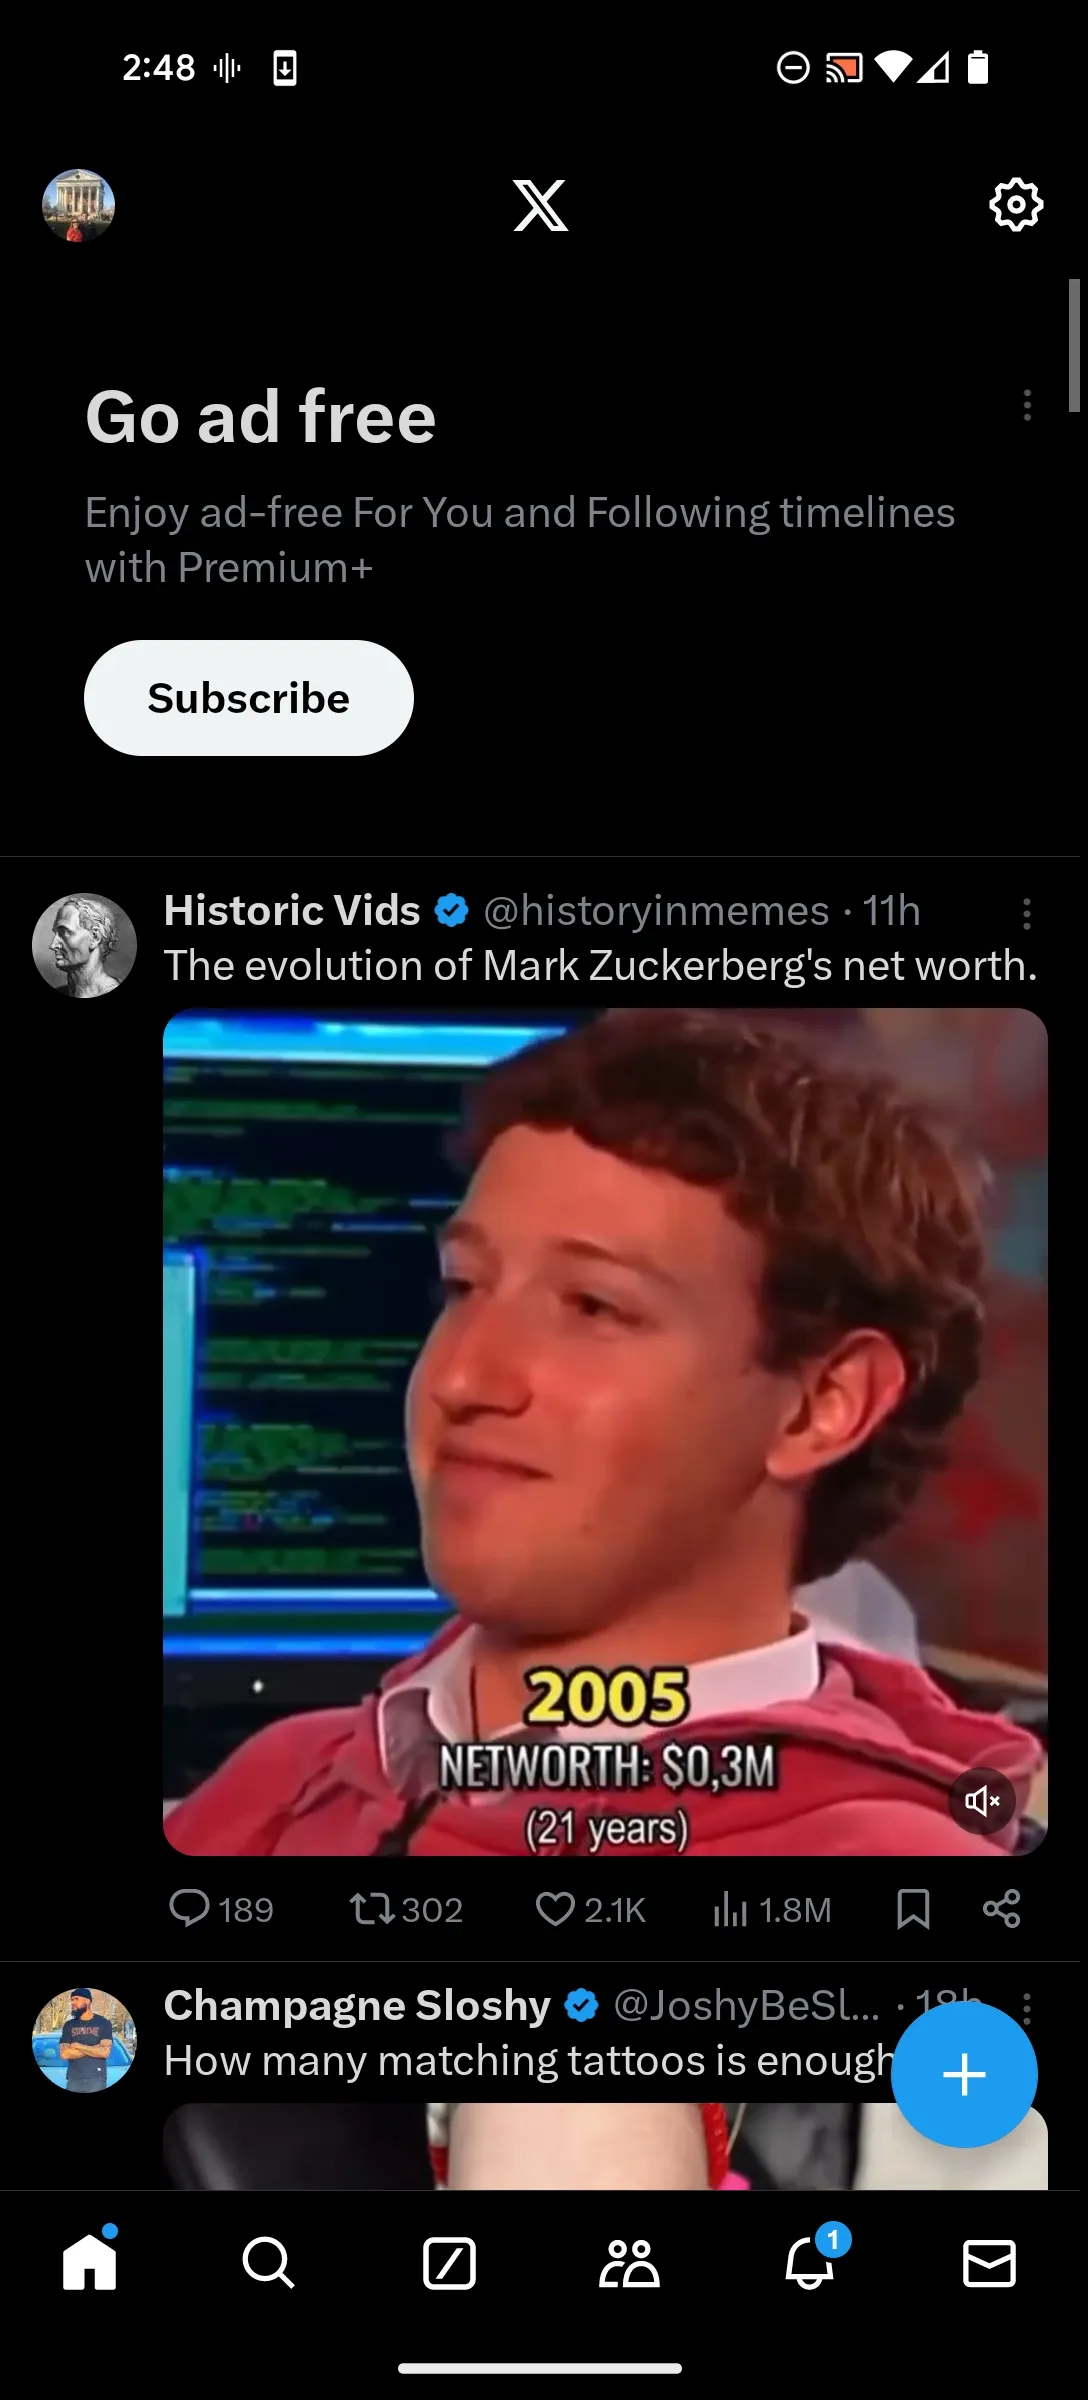 2:48
Go ad free
Enjoy ad-free For You and Following timelines
with Premium+
Subscribe
Historic Vids @historyinmemes · 11h
The evolution of Mark Zuckerberg's net worth.
2005
NETWORTH: $0,3M
(21 years)
189 302 2.1K 1.8M
Champagne Sloshy @JoshyBeSl... · 18h
How many matching tattoos is enough
1